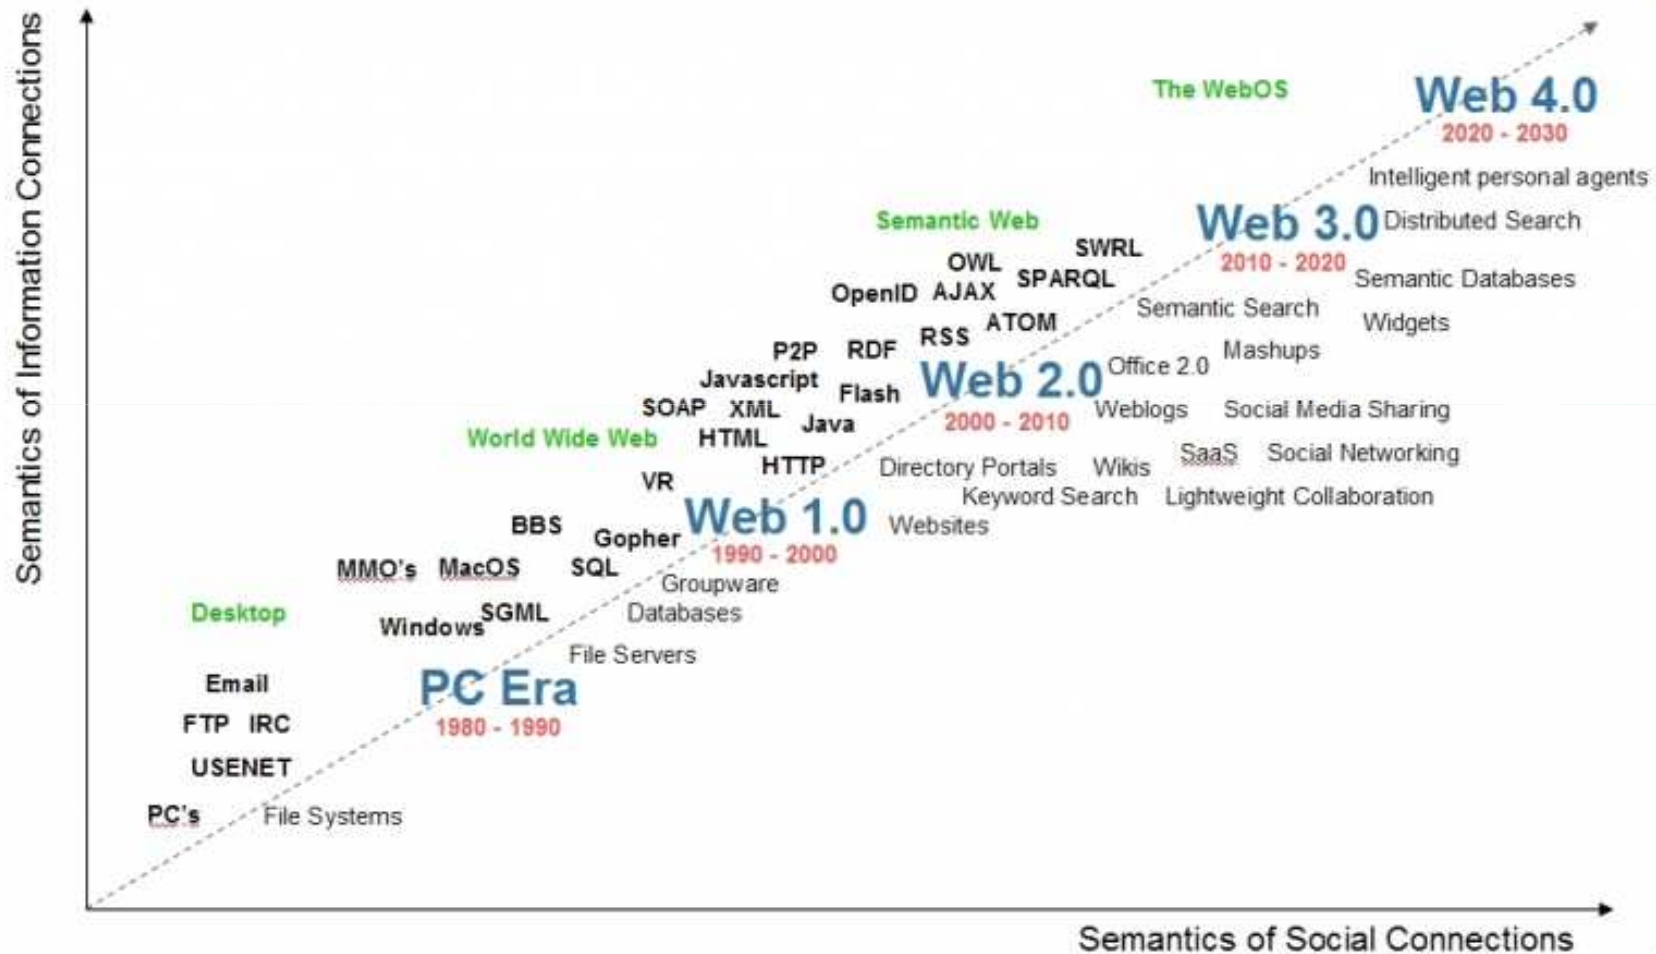 Semantics of Information Connections
The WebOS
Web 4.0
2020 - 2030
Intelligent personal agents
Semantic Web
Web 3.0
Distributed Search
2010 - 2020
SWRL
OWL
SPARQL
Semantic Databases
OpenID
AJAX
Semantic Search
Widgets
ATOM
RSS
P2P
RDF
Mashups
Office 2.0
Web 2.0
2000 - 2010
Javascript
Flash
SOAP
XML
Java
Weblogs
Social Media Sharing
World Wide Web
HTML
HTTP
SaaS
Social Networking
Directory Portals
Wikis
VR
Keyword Search
Lightweight Collaboration
Web 1.0
1990 - 2000
Websites
BBS
Gopher
MMO's
MacOS
SQL
Groupware
Desktop
Windows
SGML
Databases
File Servers
Email
PC Era
1980 - 1990
FTP
IRC
USENET
PC's
File Systems
Semantics of Social Connections